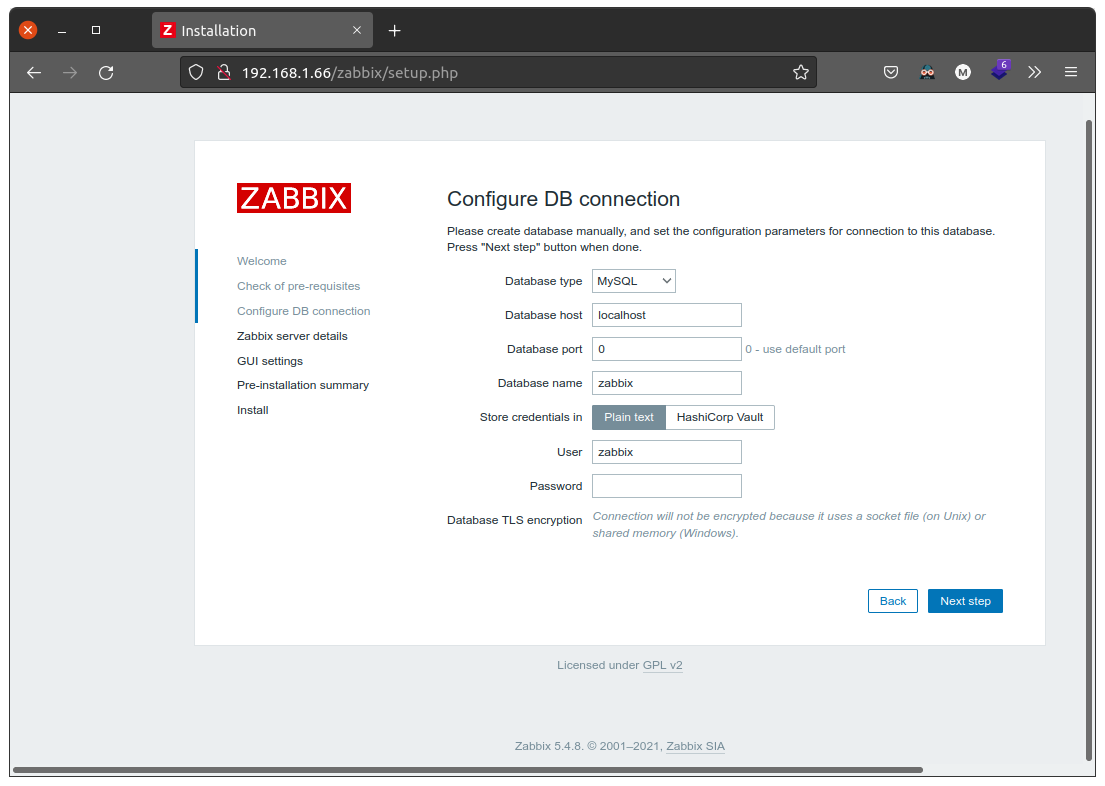 Z Installation
192.168.1.66/zabbix/setup.php
M
6
ZABBIX
Welcome
Check of pre-requisites
Configure DB connection
Zabbix server details
GUI settings
Pre-installation summary
Install
Configure DB connection
Please create database manually, and set the configuration parameters for connection to this database.
Press "Next step" button when done.
Database type MySQL
Database host localhost
Database port 0 0 - use default port
Database name zabbix
Store credentials in Plain text HashiCorp Vault
User zabbix
Password
Database TLS encryption Connection will not be encrypted because it uses a socket file (on Unix) or
shared memory (Windows).
Back Next step
Licensed under GPL v2
Zabbix 5.4.8. © 2001–2021, Zabbix SIA